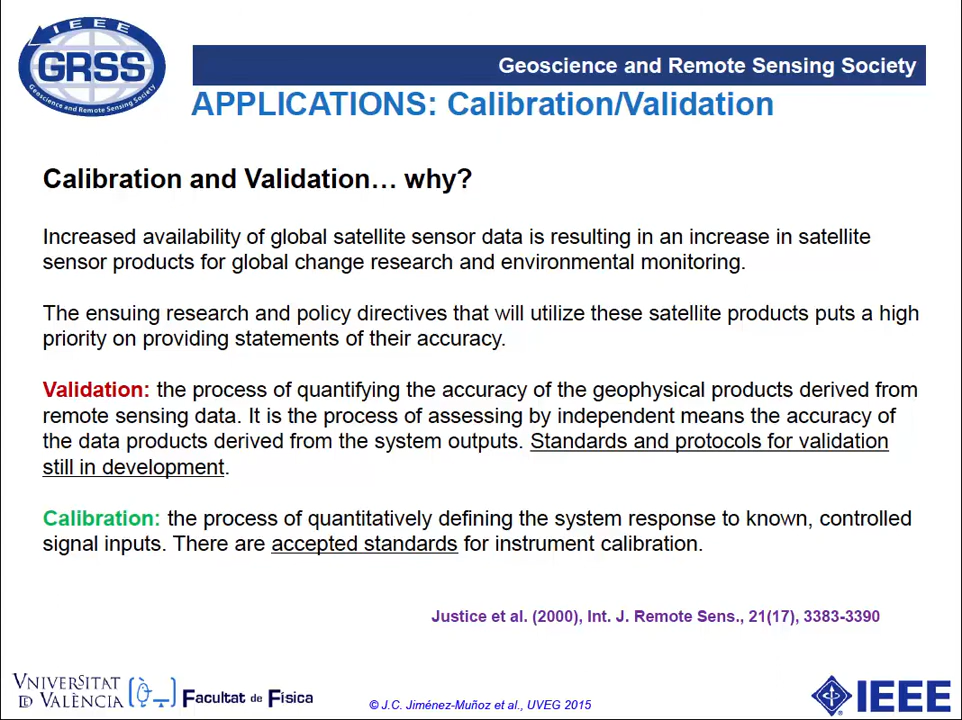 IEEE
GRSS
Geoscience and Remote Sensing Society
Geoscience and Remote Sensing Society
APPLICATIONS: Calibration/Validation
Calibration and Validation… why?
Increased availability of global satellite sensor data is resulting in an increase in satellite
sensor products for global change research and environmental monitoring.
The ensuing research and policy directives that will utilize these satellite products puts a high
priority on providing statements of their accuracy.
Validation: the process of quantifying the accuracy of the geophysical products derived from
remote sensing data. It is the process of assessing by independent means the accuracy of
the data products derived from the system outputs. Standards and protocols for validation
still in development.
Calibration: the process of quantitatively defining the system response to known, controlled
signal inputs. There are accepted standards for instrument calibration.
Justice et al. (2000), Int. J. Remote Sens., 21(17), 3383-3390
VNIVERSITAT
DE VALÈNCIA
Facultat de Física
© J.C. Jiménez-Muñoz et al., UVEG 2015
IEEE